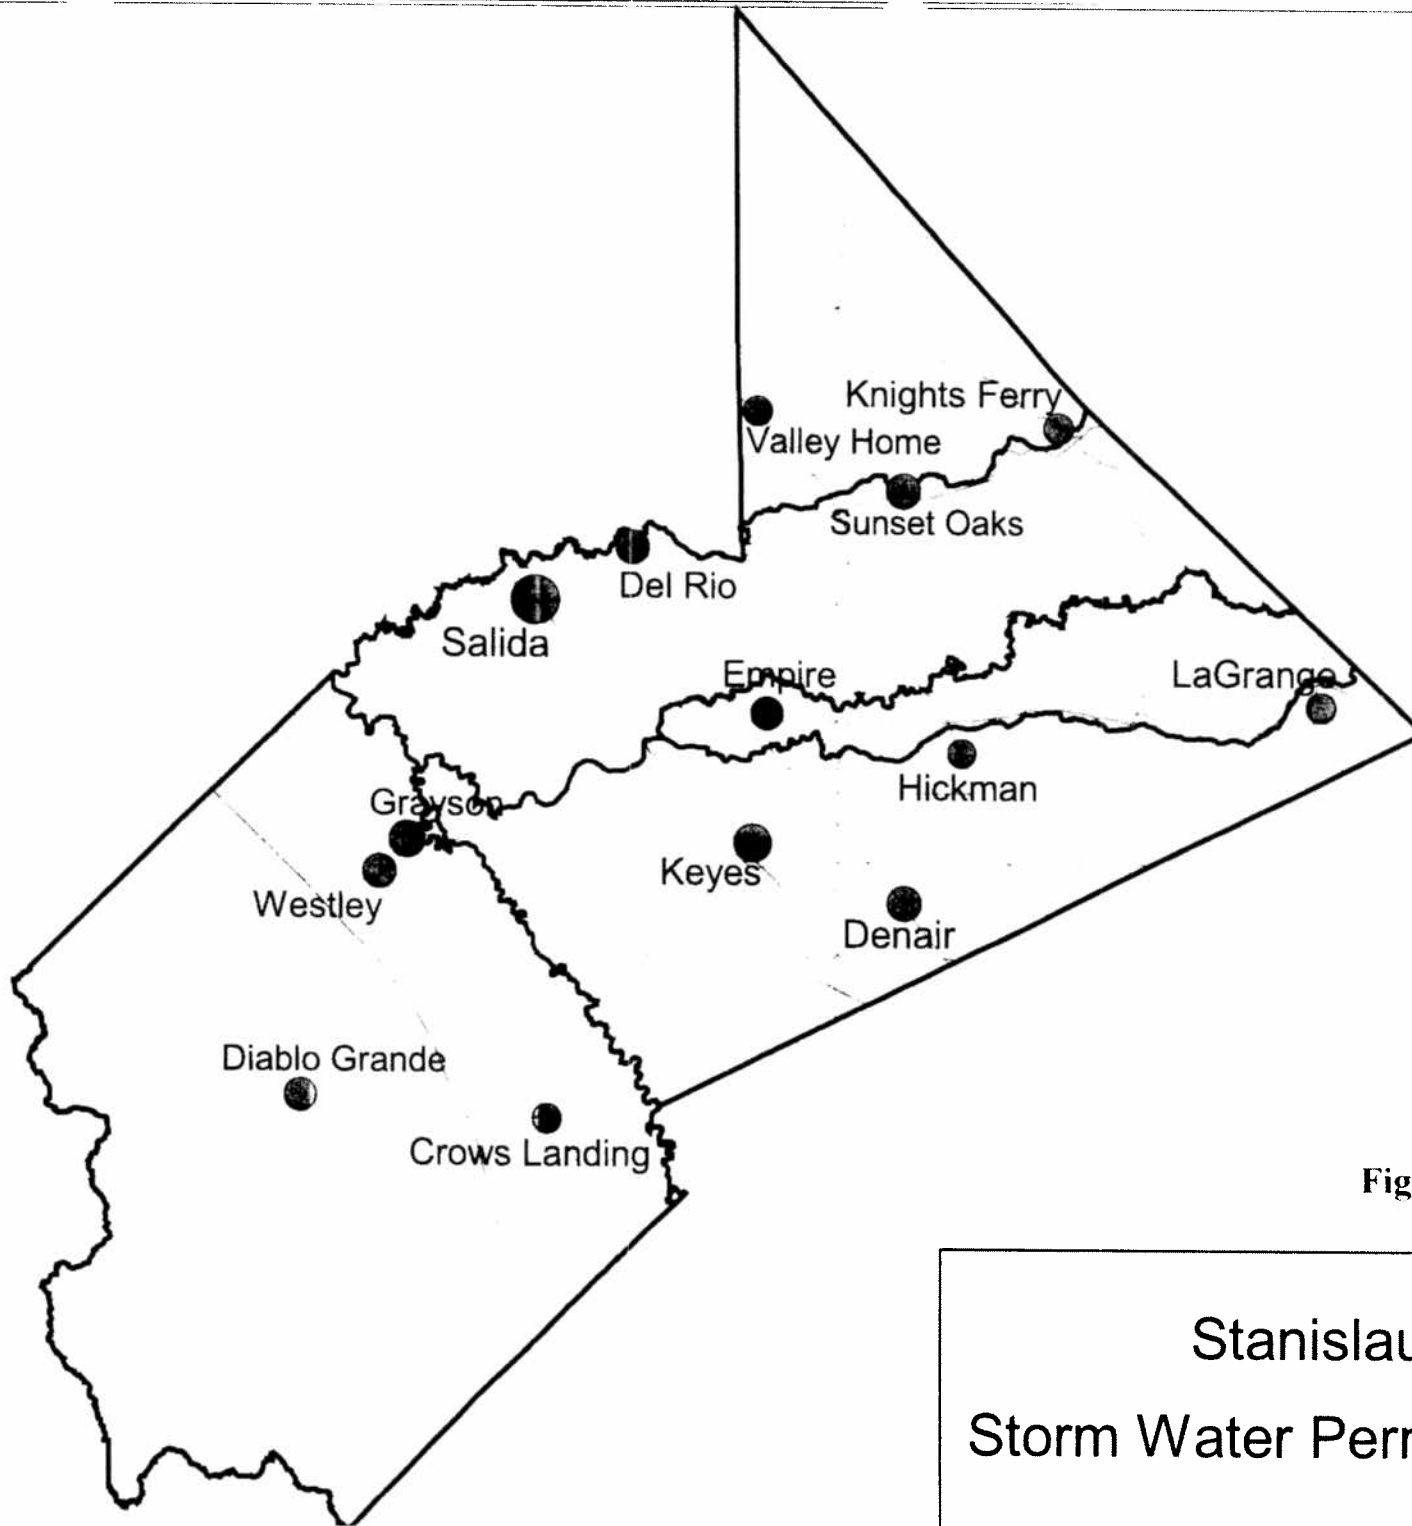 Knights Ferry
Valley Home
Sunset Oaks
Del Rio
Salida
Empire
LaGrange
Hickman
Grayson
Keyes
Westley
Denair
Diablo Grande
Crows Landing
Fig
Stanislau
Storm Water Perr